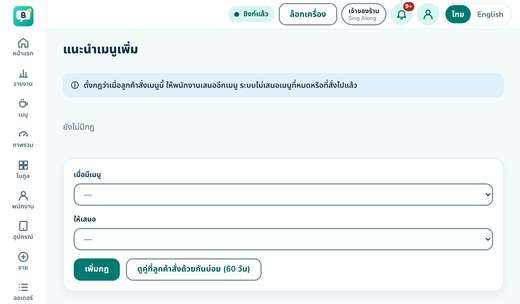 B
ซิงก์แล้ว
ล็อกเครื่อง
เจ้าของร้าน
Sing Along
9+
ไทย
English
หน้าแรก
รายงาน
เมนู
ภาพรวม
โมดูล
พนักงาน
อุปกรณ์
ขาย
ออเดอร์
แนะนำเมนูเพิ่ม
ตั้งกฎว่าเมื่อลูกค้าสั่งเมนูนี้ ให้พนักงานเสนออีกเมนู ระบบไม่เสนอเมนูที่หมดหรือที่สั่งไปแล้ว
ยังไม่มีกฎ
เมื่อมีเมนู
—
ให้เสนอ
—
เพิ่มกฎ
ดูคู่ที่ลูกค้าสั่งด้วยกันบ่อย (60 วัน)